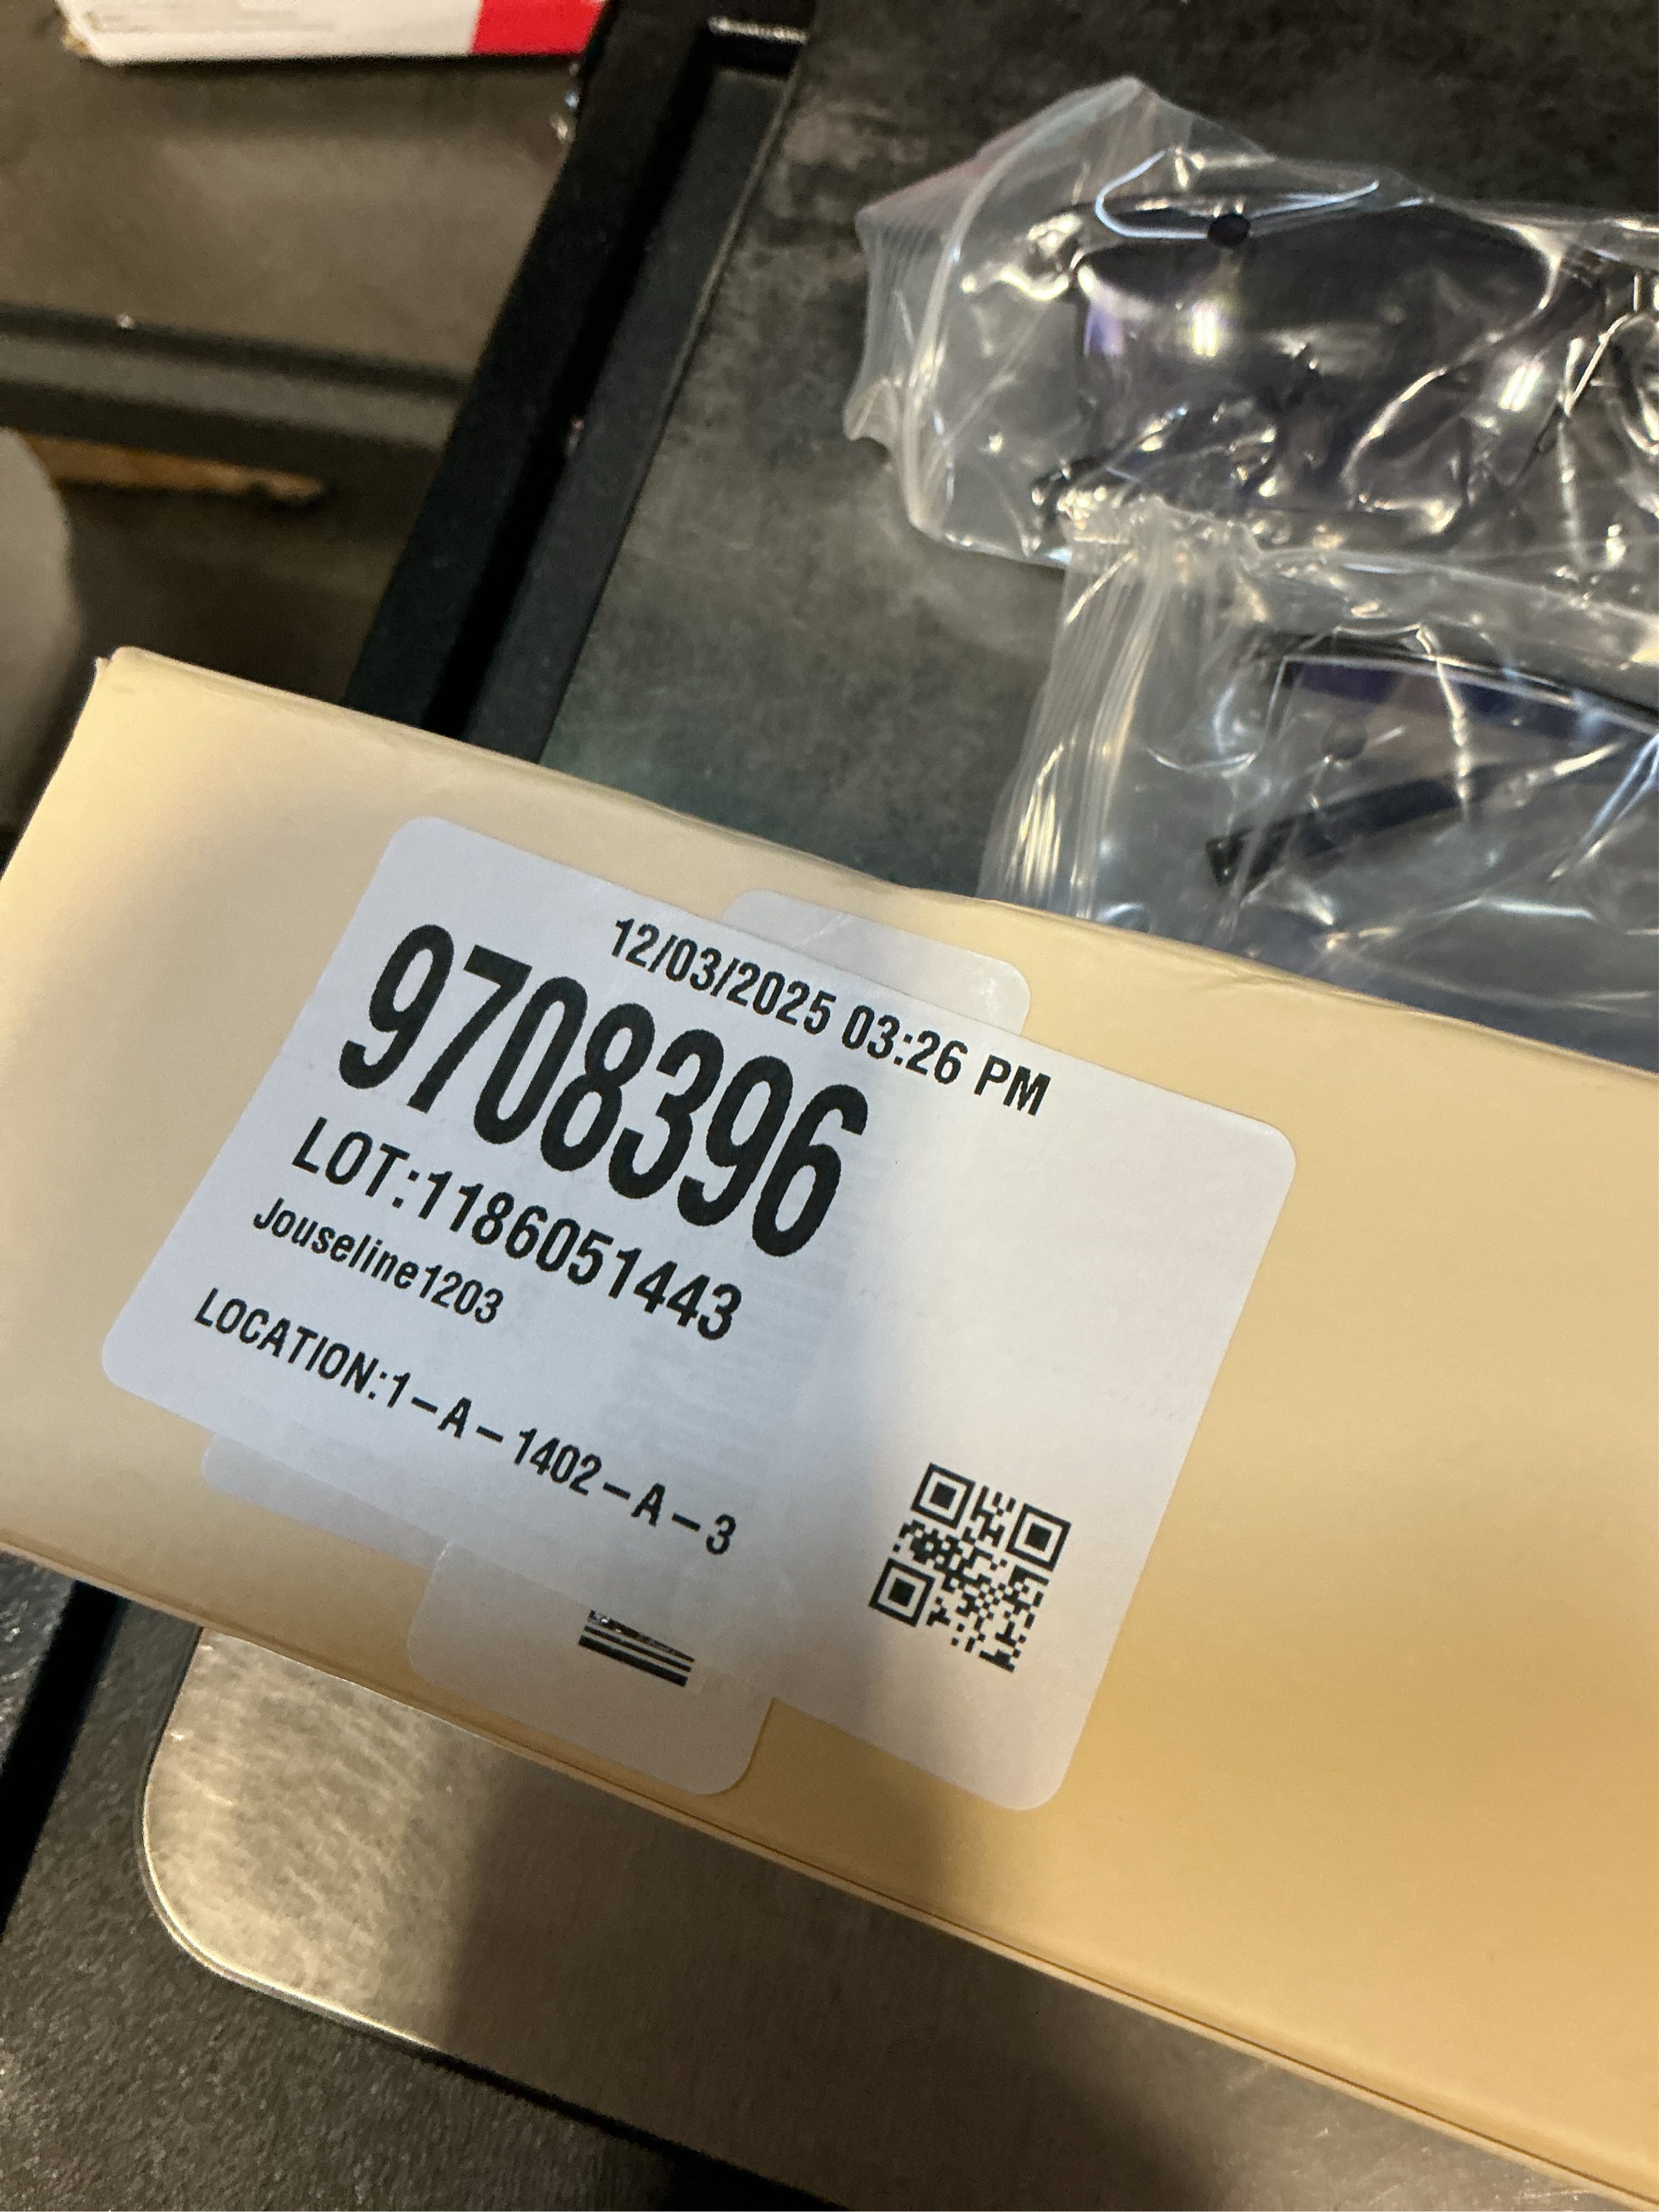 12/03/2025 03:26 PM
9708396
LOT:1186051443
Jouseline1203
LOCATION:1-A-1402-A-3